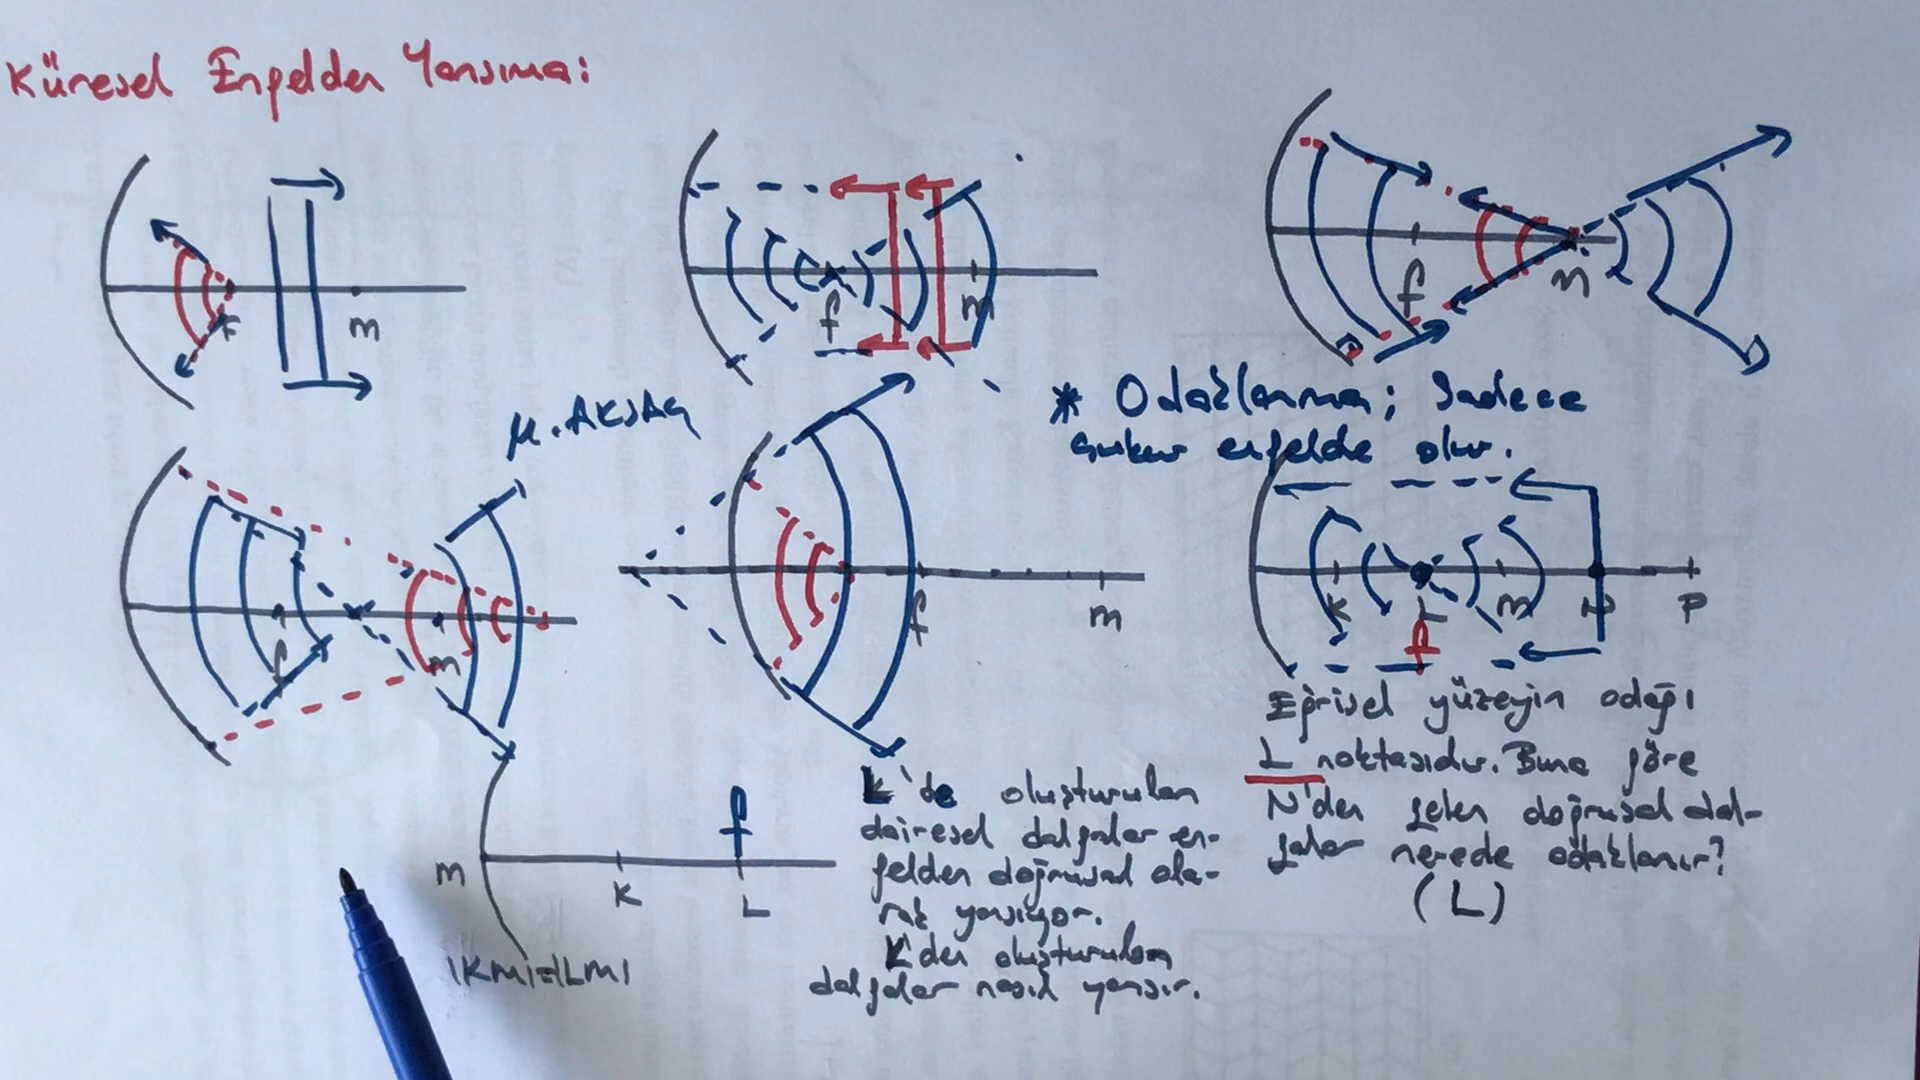 Küresel Engelden Yansıma:
F
m
f
m
f
m
M. AKSAQ
* Odaklanma; Sadece
çukur engelde olur.
f
m
f
m
K
L
m
N
P
f
Eğrisel yüzeyin odağı
L noktasıdır. Buna göre
N'den gelen doğrusal dal-
galar nerede odaklanır?
(L)
f
m
K
L
|KM|=|LM|
K'de oluşturulan
dairesel dalgalar en-
gelden doğrusal ola-
rak yansıyor.
K'den oluşturulan
dalgalar nasıl yansır.